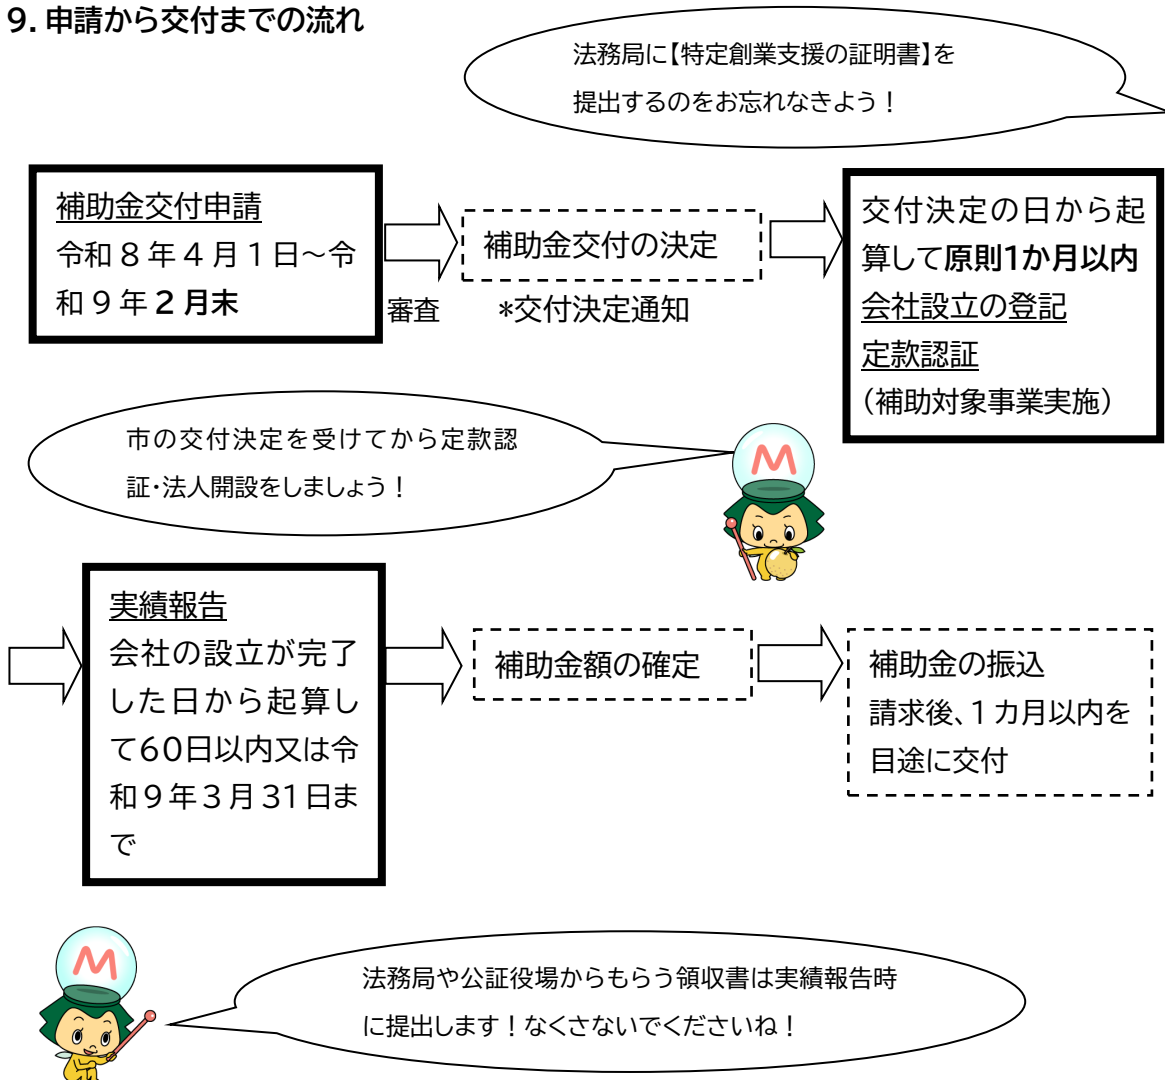 9．申請から交付までの流れ
法務局に【特定創業支援の証明書】を
提出するのをお忘れなきよう！
補助金交付申請
令和８年４月１日～令
和９年２月末
審査
補助金交付の決定
*交付決定通知
交付決定の日から起
算して原則1か月以内
会社設立の登記
定款認証
（補助対象事業実施）
市の交付決定を受けてから定款認
証・法人開設をしましょう！
M
実績報告
会社の設立が完了
した日から起算し
て60日以内又は令
和９年３月31日ま
で
補助金額の確定
補助金の振込
請求後、１カ月以内を
目途に交付
M
法務局や公証役場からもらう領収書は実績報告時
に提出します！なくさないでくださいね！